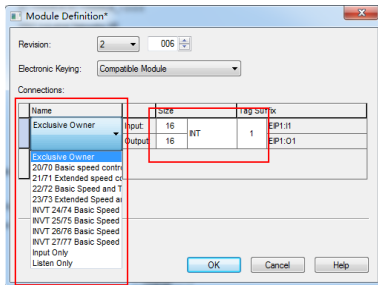 Module Definition*
Revision: 2 006
Electronic Keying: Compatible Module
Connections:
Name Size Tag Suffix
Exclusive Owner Input: 16 INT 1 EIP1:I1
Output: 16 EIP1:O1
Exclusive Owner
20/70 Basic speed contr
21/71 Extended speed c
22/72 Basic Speed and T
23/73 Extended Speed a
INVT 24/74 Basic Speed
INVT 25/75 Basic Speed
INVT 26/76 Basic Speed
INVT 27/77 Basic Speed
Input Only
Listen Only
OK Cancel Help